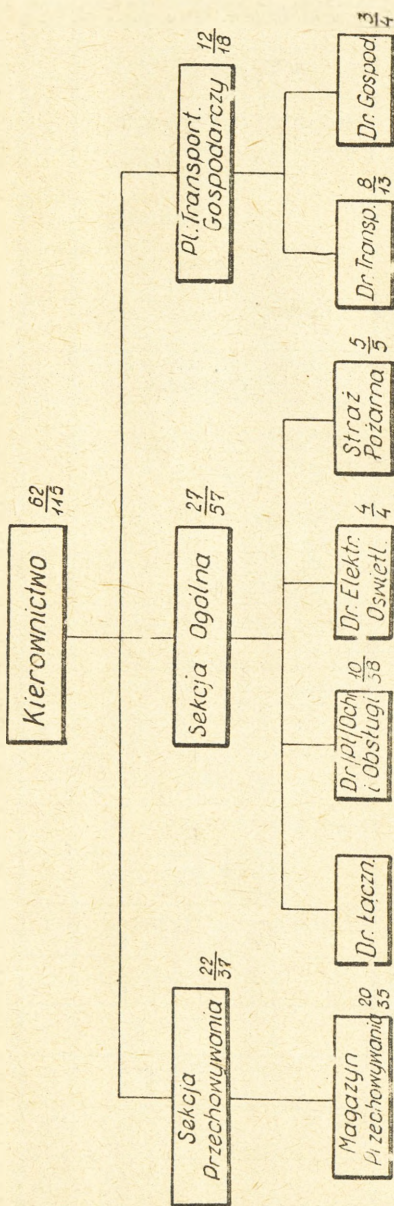 Kierownictwo
62
115
Sekcja
Przechowywania
22
37
Sekcja Ogólna
27
57
Pl. Transport.
Gospodarczy
12
18
Magazyn
Przechowywania
20
35
Dr. Łączn.
Dr/pl/Ochr
i Obsługi
10
38
Dr. Elektr.
Oświetl.
4
4
Straż
Pożarna
5
5
Dr. Transp.
8
13
Dr. Gospod.
3
4